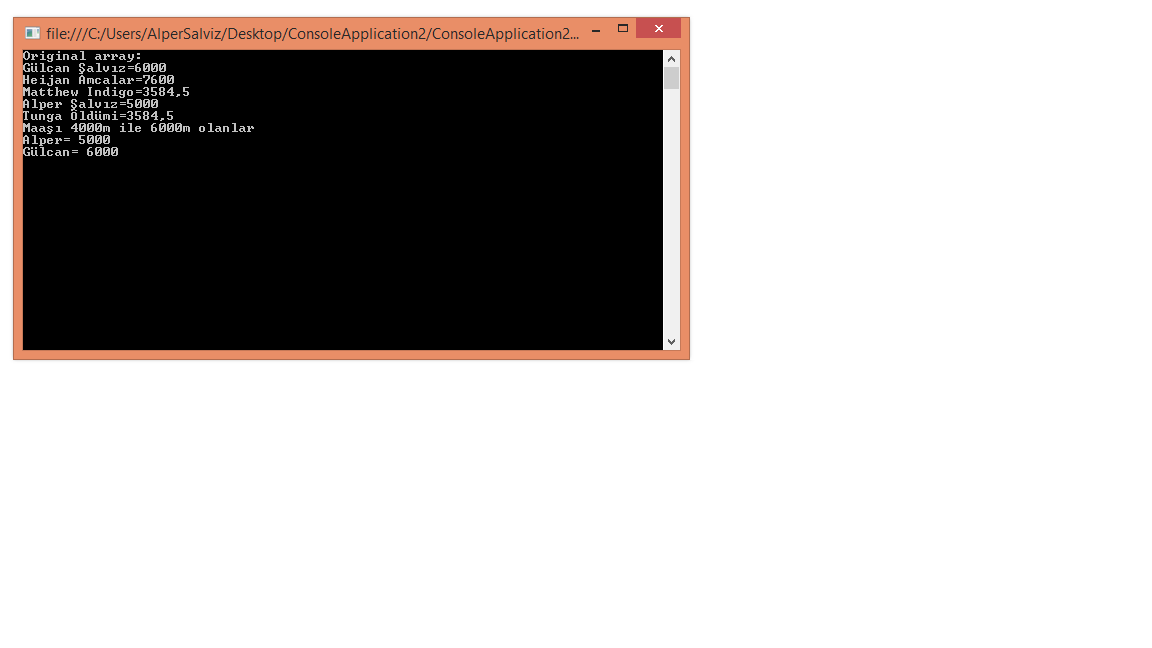 file:///C:/Users/AlperSalviz/Desktop/ConsoleApplication2/ConsoleApplication2...
Original array:
Gülcan Şalvız=6000
Heijan Amcalar=7600
Matthew Indigo=3584,5
Alper Şalvız=5000
Tunga Öldümi=3584,5
Maaşı 4000m ile 6000m olanlar
Alper= 5000
Gülcan= 6000